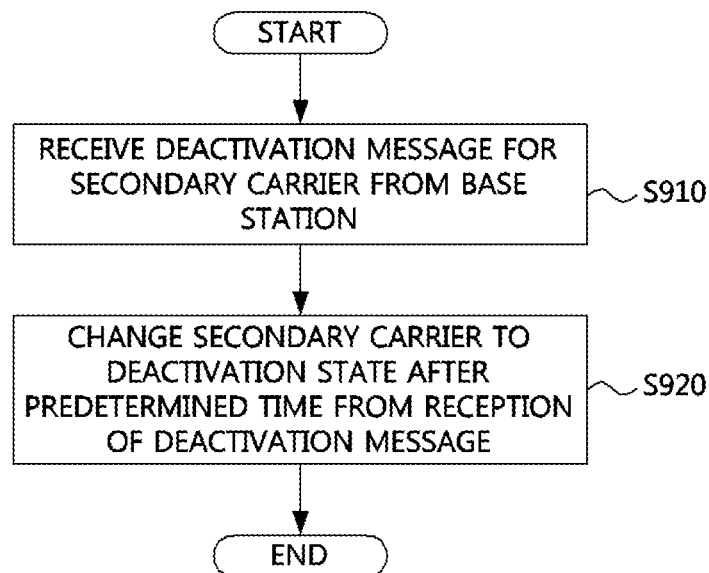 START
RECEIVE DEACTIVATION MESSAGE FOR
SECONDARY CARRIER FROM BASE
STATION
S910
CHANGE SECONDARY CARRIER TO
DEACTIVATION STATE AFTER
PREDETERMINED TIME FROM RECEPTION
OF DEACTIVATION MESSAGE
S920
END